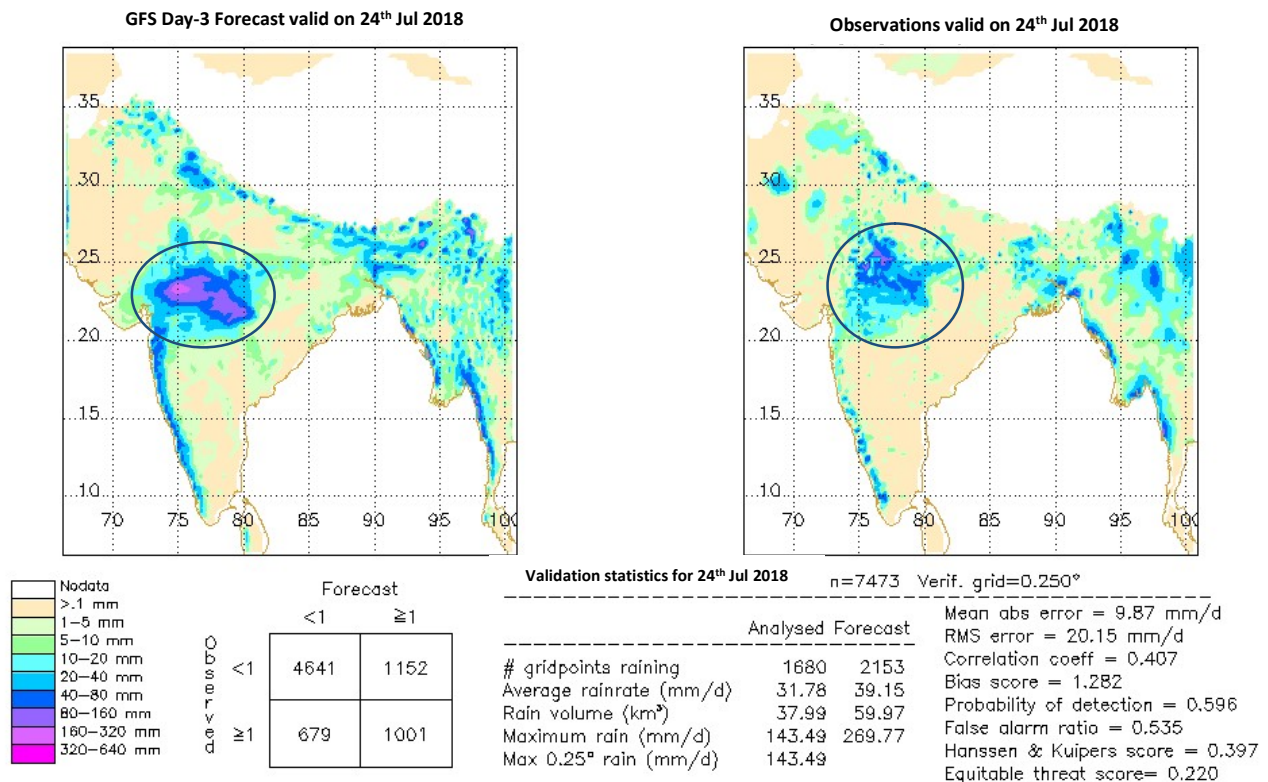 GFS Day-3 Forecast valid on 24th Jul 2018
Observations valid on 24th Jul 2018
35
30
25
20
15
10
70 75 80 85 90 95 100
35
30
25
20
15
10
70 75 80 85 90 95 100
Nodata
>.1 mm
1–5 mm
5–10 mm
10–20 mm
20–40 mm
40–80 mm
80–160 mm
160–320 mm
320–640 mm
Forecast
<1 ≥1
Observed
<1 4641 1152
≥1 679 1001
Validation statistics for 24th Jul 2018 n=7473 Verif. grid=0.250°
Analysed Forecast
# gridpoints raining 1680 2153
Average rainrate (mm/d) 31.78 39.15
Rain volume (km³) 37.99 59.97
Maximum rain (mm/d) 143.49 269.77
Max 0.25° rain (mm/d) 143.49
Mean abs error = 9.87 mm/d
RMS error = 20.15 mm/d
Correlation coeff = 0.407
Bias score = 1.282
Probability of detection = 0.596
False alarm ratio = 0.535
Hanssen & Kuipers score = 0.397
Equitable threat score= 0.220